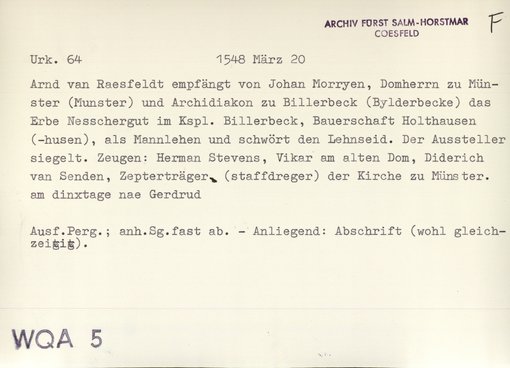 ARCHIV FÜRST SALM-HORSTMAR F
COESFELD
Urk. 64 1548 März 20
Arnd van Raesfeldt empfängt von Johan Morryen, Domherrn zu Mün-
ster (Munster) und Archidiakon zu Billerbeck (Bylderbecke) das
Erbe Nesschergut im Kspl. Billerbeck, Bauerschaft Holthausen
(-husen), als Mannlehen und schwört den Lehnseid. Der Aussteller
siegelt. Zeugen: Herman Stevens, Vikar am alten Dom, Diderich
van Senden, Zepterträger (staffdreger) der Kirche zu Münster.
am dinxtage nae Gerdrud
Ausf.Perg.; anh.Sg.fast ab. - Anliegend: Abschrift (wohl gleich-
zeitig).
WQA 5